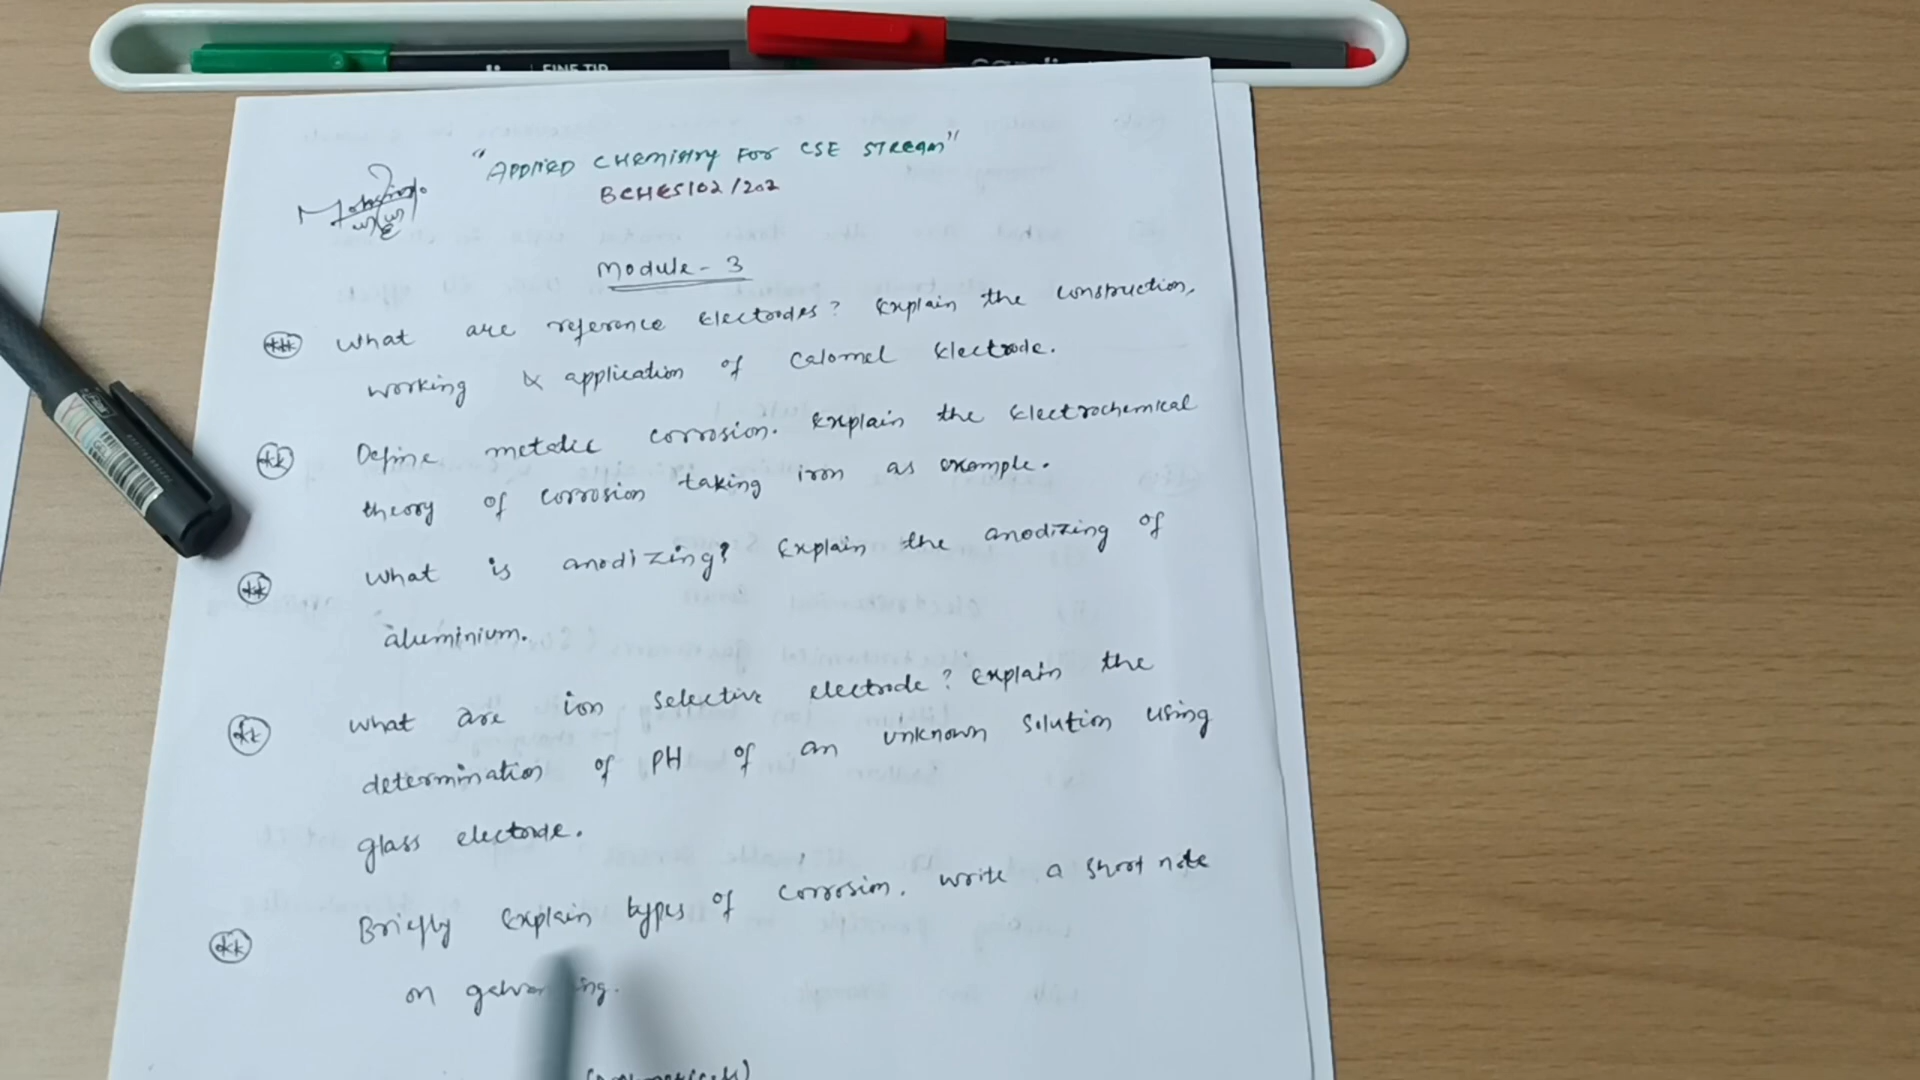 FINE TIP
"APPLIED CHEMISTRY FOR CSE STREAM"
BCHES102/202
Module - 3
*** What are reference Electrodes? Explain the construction,
working & application of Calomel Electrode.
** Define metalic corrosion. Explain the Electrochemical
theory of corrosion taking iron as example.
** What is anodizing? Explain the anodizing of
aluminium.
** What are ion selective electrode? Explain the
determination of PH of an unknown solution using
glass electrode.
** Briefly Explain types of corrosion. Write a short note
on